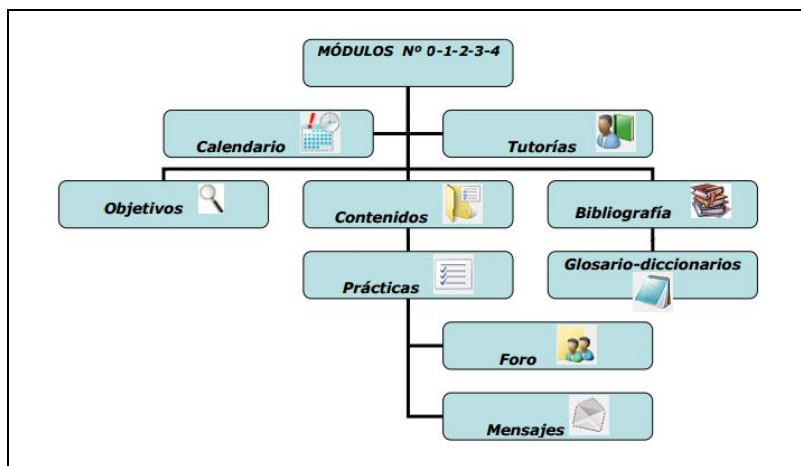 MÓDULOS Nº 0-1-2-3-4
Calendario
Tutorías
Objetivos
Contenidos
Bibliografía
Prácticas
Glosario-diccionarios
Foro
Mensajes